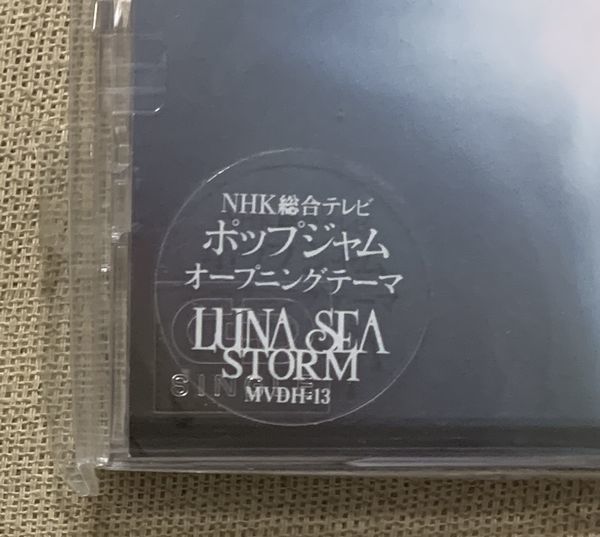 NHK総合テレビ
ポップジャム
オープニングテーマ
LUNA SEA
STORM
SINGLE
MVDH-13